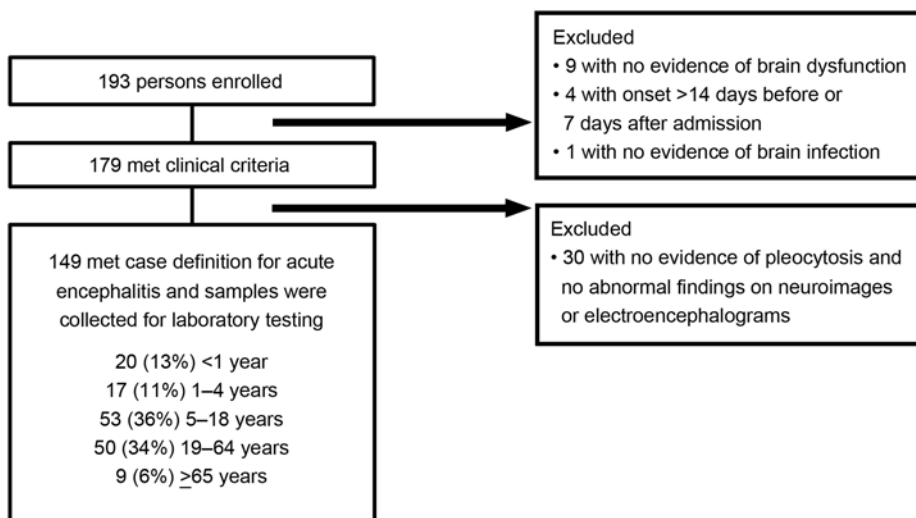 193 persons enrolled
Excluded
• 9 with no evidence of brain dysfunction
• 4 with onset >14 days before or
7 days after admission
• 1 with no evidence of brain infection
179 met clinical criteria
Excluded
• 30 with no evidence of pleocytosis and
no abnormal findings on neuroimages
or electroencephalograms
149 met case definition for acute
encephalitis and samples were
collected for laboratory testing
20 (13%) <1 year
17 (11%) 1–4 years
53 (36%) 5–18 years
50 (34%) 19–64 years
9 (6%) ≥65 years